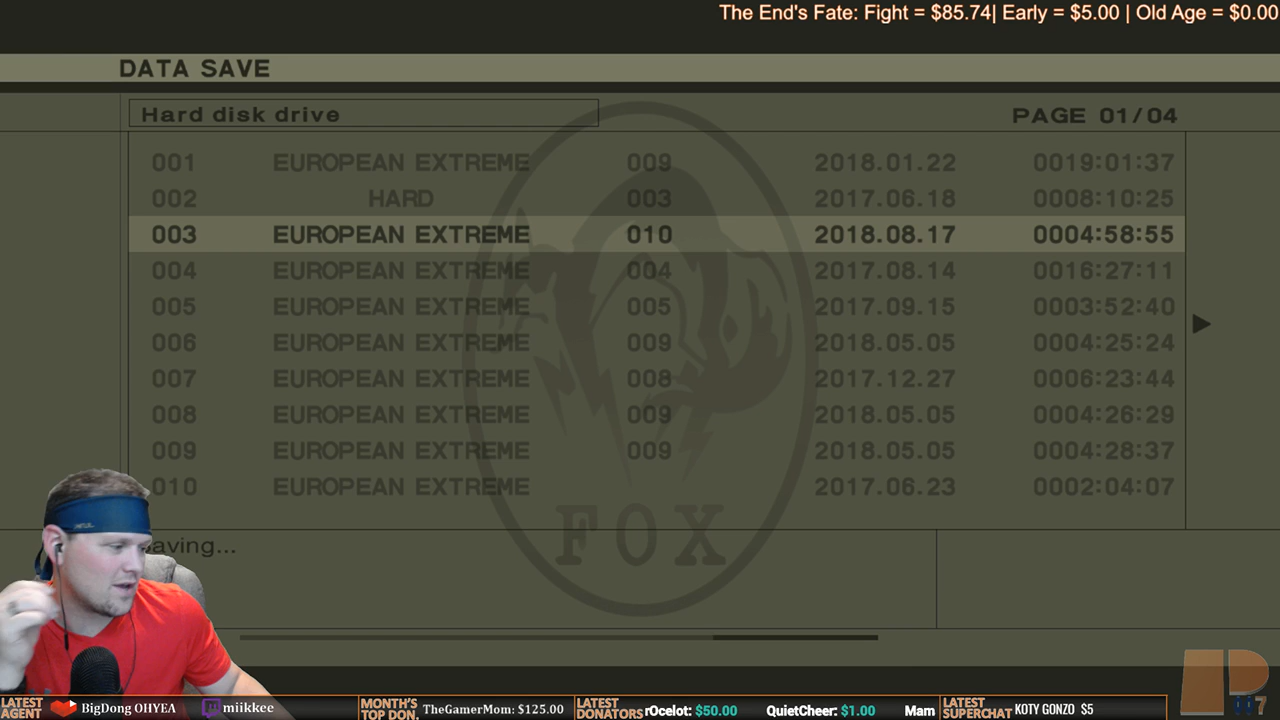 The End's Fate: Fight = $85.74| Early = $5.00 | Old Age = $0.00
DATA SAVE
Hard disk drive PAGE 01/04
001 EUROPEAN EXTREME 009 2018.01.22 0019:01:37
002 HARD 003 2017.06.18 0008:10:25
003 EUROPEAN EXTREME 010 2018.08.17 0004:58:55
004 EUROPEAN EXTREME 004 2017.08.14 0016:27:11
005 EUROPEAN EXTREME 005 2017.09.15 0003:52:40
006 EUROPEAN EXTREME 009 2018.05.05 0004:25:24
007 EUROPEAN EXTREME 008 2017.12.27 0006:23:44
008 EUROPEAN EXTREME 009 2018.05.05 0004:26:29
009 EUROPEAN EXTREME 009 2018.05.05 0004:28:37
010 EUROPEAN EXTREME 2017.06.23 0002:04:07
FOX
aving...
LATEST AGENT BigDong OHYEA miikkee MONTH'S TOP DON. TheGamerMom: $125.00 LATEST DONATORS rOcelot: $50.00 QuietCheer: $1.00 Mam LATEST SUPERCHAT KOTY GONZO $5